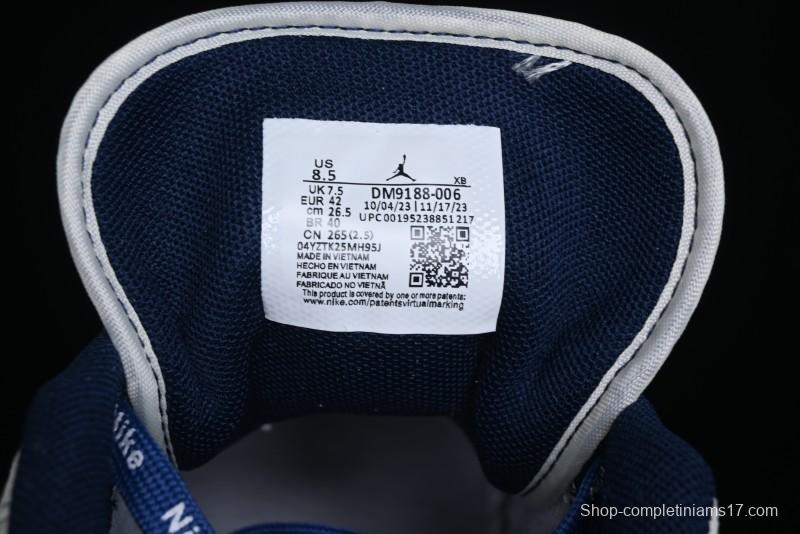 US
8.5
XB
UK 7.5
DM9188-006
EUR 42
10/04/23 | 11/17/23
cm 26.5
UPC00195238851217
BR 40
CN 265(2.5)
04YZTK25MH95J
MADE IN VIETNAM
HECHO EN VIETNAM
FABRIQUE AU VIETNAM
FABRICADO NO VIETNÃ
This product is covered by one or more patents:
www.nike.com/patentsvirtualmarking
Nike
Shop-completiniams17.com